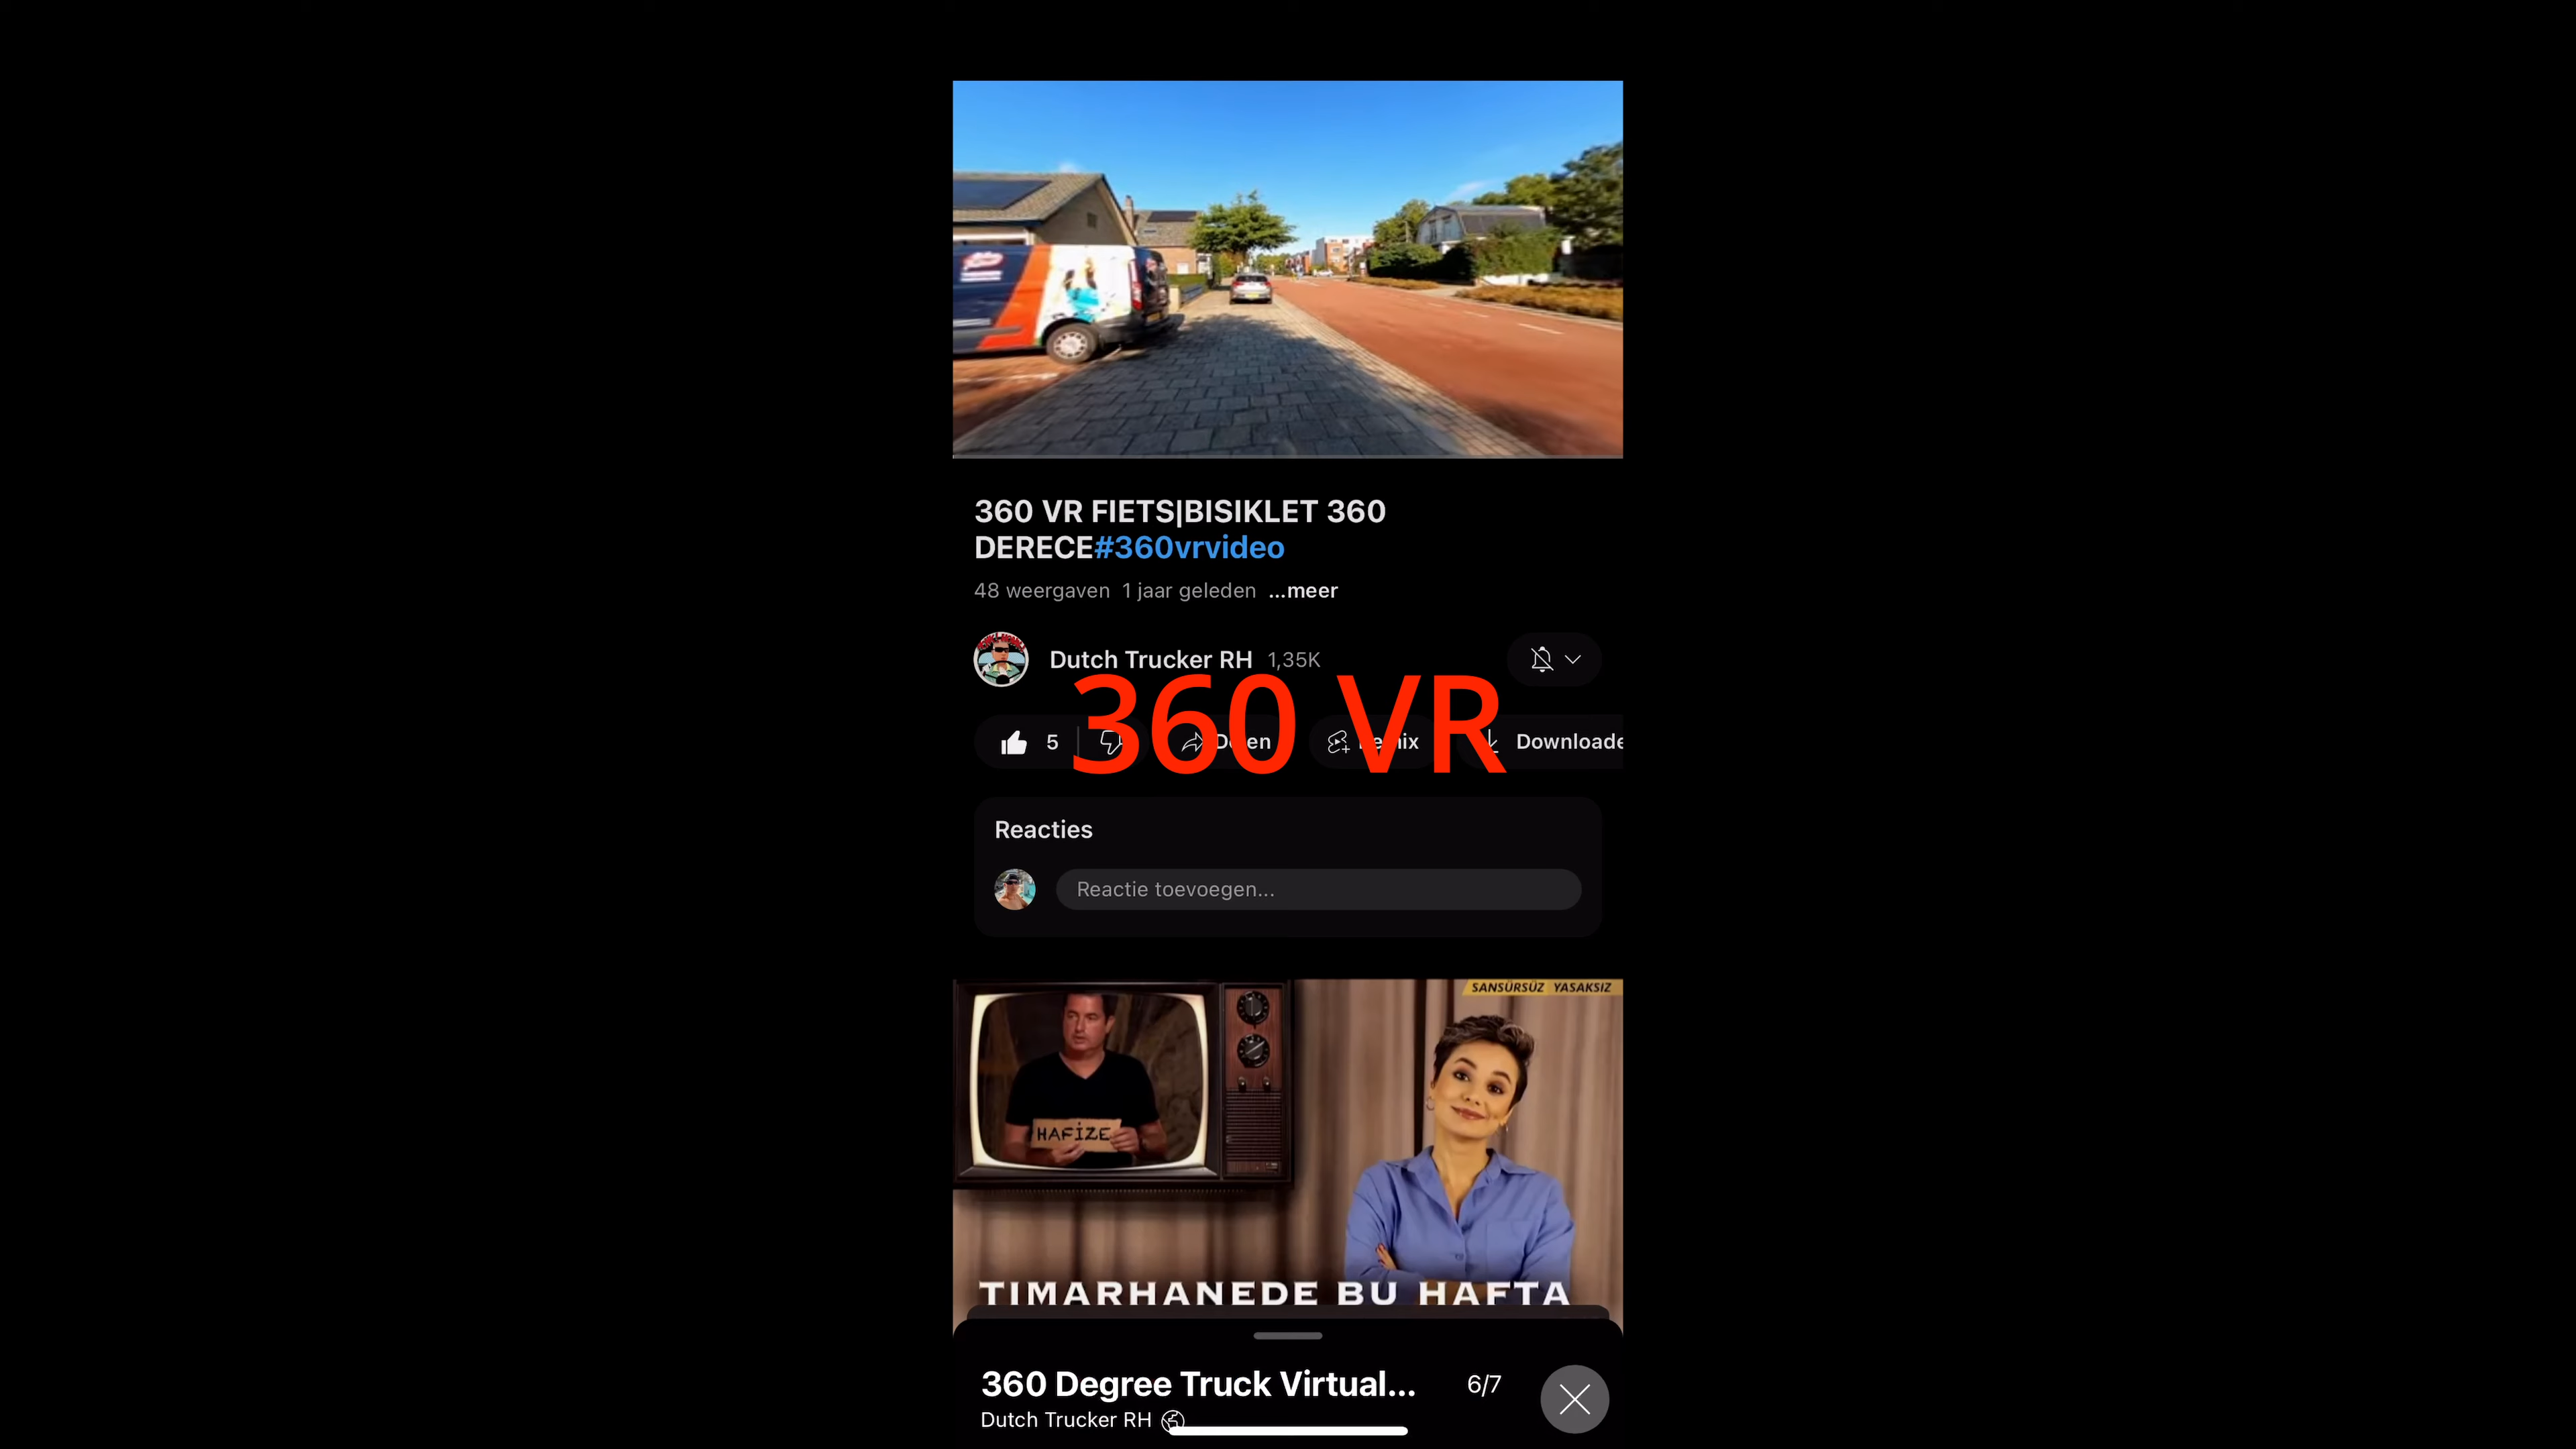 360 VR FIETS|BISIKLET 360
DERECE#360vrvideo
48 weergaven 1 jaar geleden ...meer
Dutch Trucker RH 1,35K
360 VR
5
Downloade
Reacties
Reactie toevoegen...
SANSÜRSÜZ YASAKSIZ
HAFİZE
TIMARHANEDE BU HAFTA
360 Degree Truck Virtual... 6/7
Dutch Trucker RH